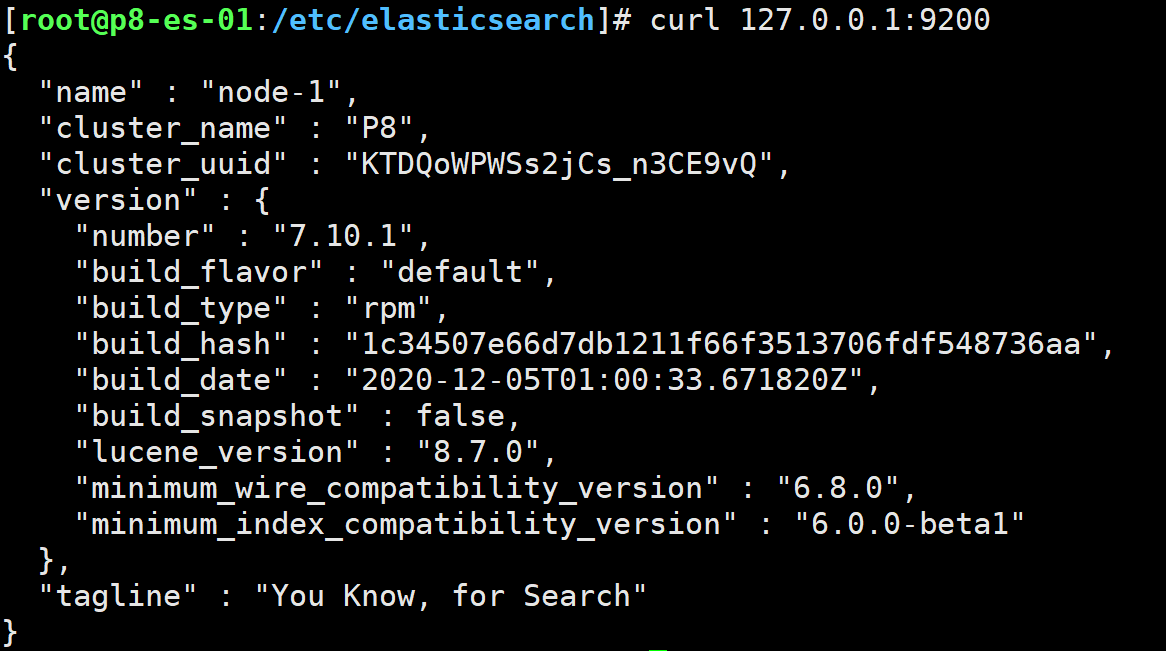 [root@p8-es-01:/etc/elasticsearch]# curl 127.0.0.1:9200
{
  "name" : "node-1",
  "cluster_name" : "P8",
  "cluster_uuid" : "KTDQoWPWSs2jCs_n3CE9vQ",
  "version" : {
    "number" : "7.10.1",
    "build_flavor" : "default",
    "build_type" : "rpm",
    "build_hash" : "1c34507e66d7db1211f66f3513706fdf548736aa",
    "build_date" : "2020-12-05T01:00:33.671820Z",
    "build_snapshot" : false,
    "lucene_version" : "8.7.0",
    "minimum_wire_compatibility_version" : "6.8.0",
    "minimum_index_compatibility_version" : "6.0.0-beta1"
  },
  "tagline" : "You Know, for Search"
}